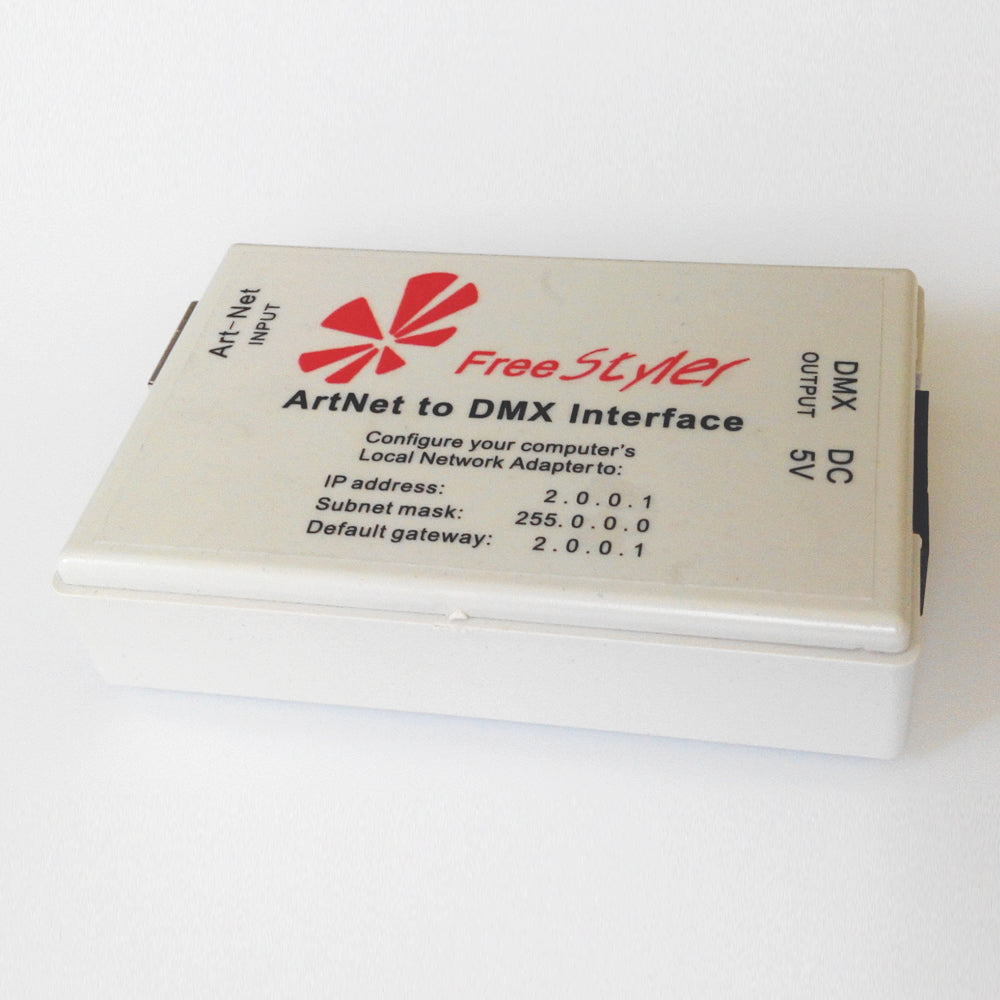 Art-Net
INPUT
FreeStyler
ArtNet to DMX Interface
Configure your computer's
Local Network Adapter to:
IP address: 2.0.0.1
Subnet mask: 255.0.0.0
Default gateway: 2.0.0.1
DMX DC
OUTPUT 5V